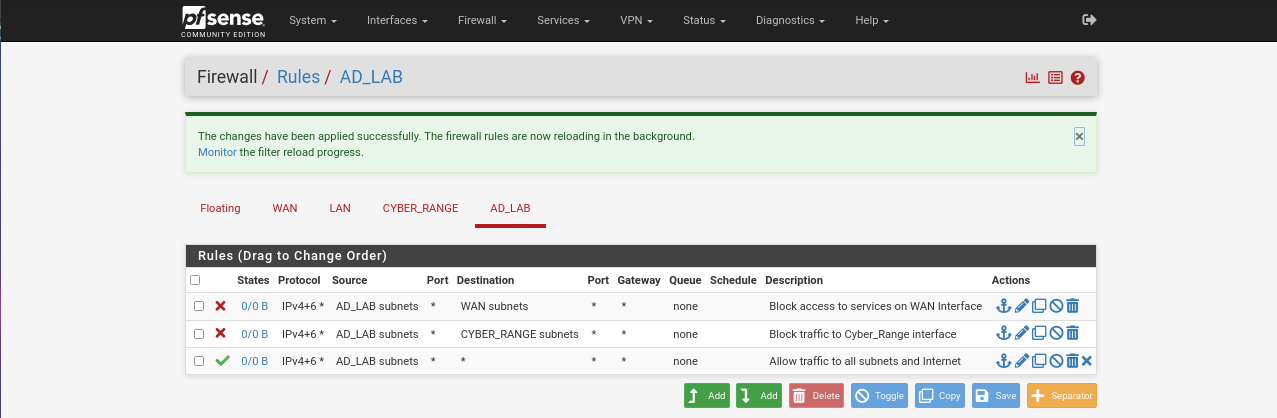 pfsense
COMMUNITY EDITION
System Interfaces Firewall Services VPN Status Diagnostics Help
Firewall / Rules / AD_LAB
The changes have been applied successfully. The firewall rules are now reloading in the background.
Monitor the filter reload progress.
Floating WAN LAN CYBER_RANGE AD_LAB
Rules (Drag to Change Order)
States Protocol Source Port Destination Port Gateway Queue Schedule Description Actions
0/0 B IPv4+6 * AD_LAB subnets * WAN subnets * * none Block access to services on WAN Interface
0/0 B IPv4+6 * AD_LAB subnets * CYBER_RANGE subnets * * none Block traffic to Cyber_Range interface
0/0 B IPv4+6 * AD_LAB subnets * * * * none Allow traffic to all subnets and Internet
Add Add Delete Toggle Copy Save Separator